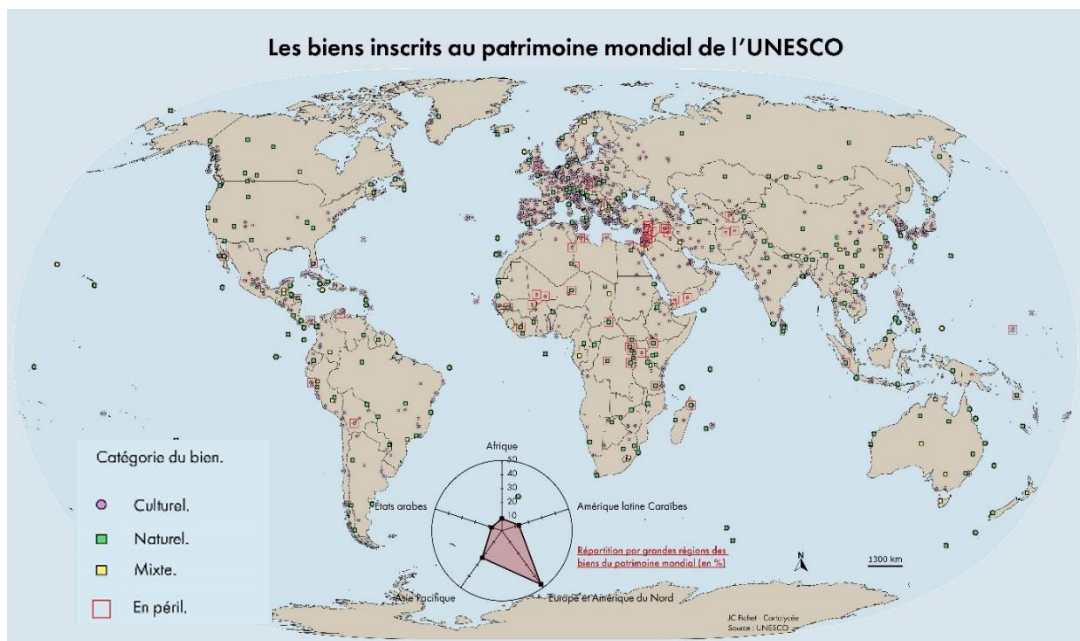 Les biens inscrits au patrimoine mondial de l'UNESCO
Catégorie du bien.
Culturel.
Naturel.
Mixte.
En péril.
Afrique
50
40
30
20
10
États arabes
Amérique latine Caraïbes
Asie Pacifique
Europe et Amérique du Nord
Répartition par grandes régions des
biens du patrimoine mondial (en %)
N
1300 km
JC Fichet - Cartolycée
Source : UNESCO